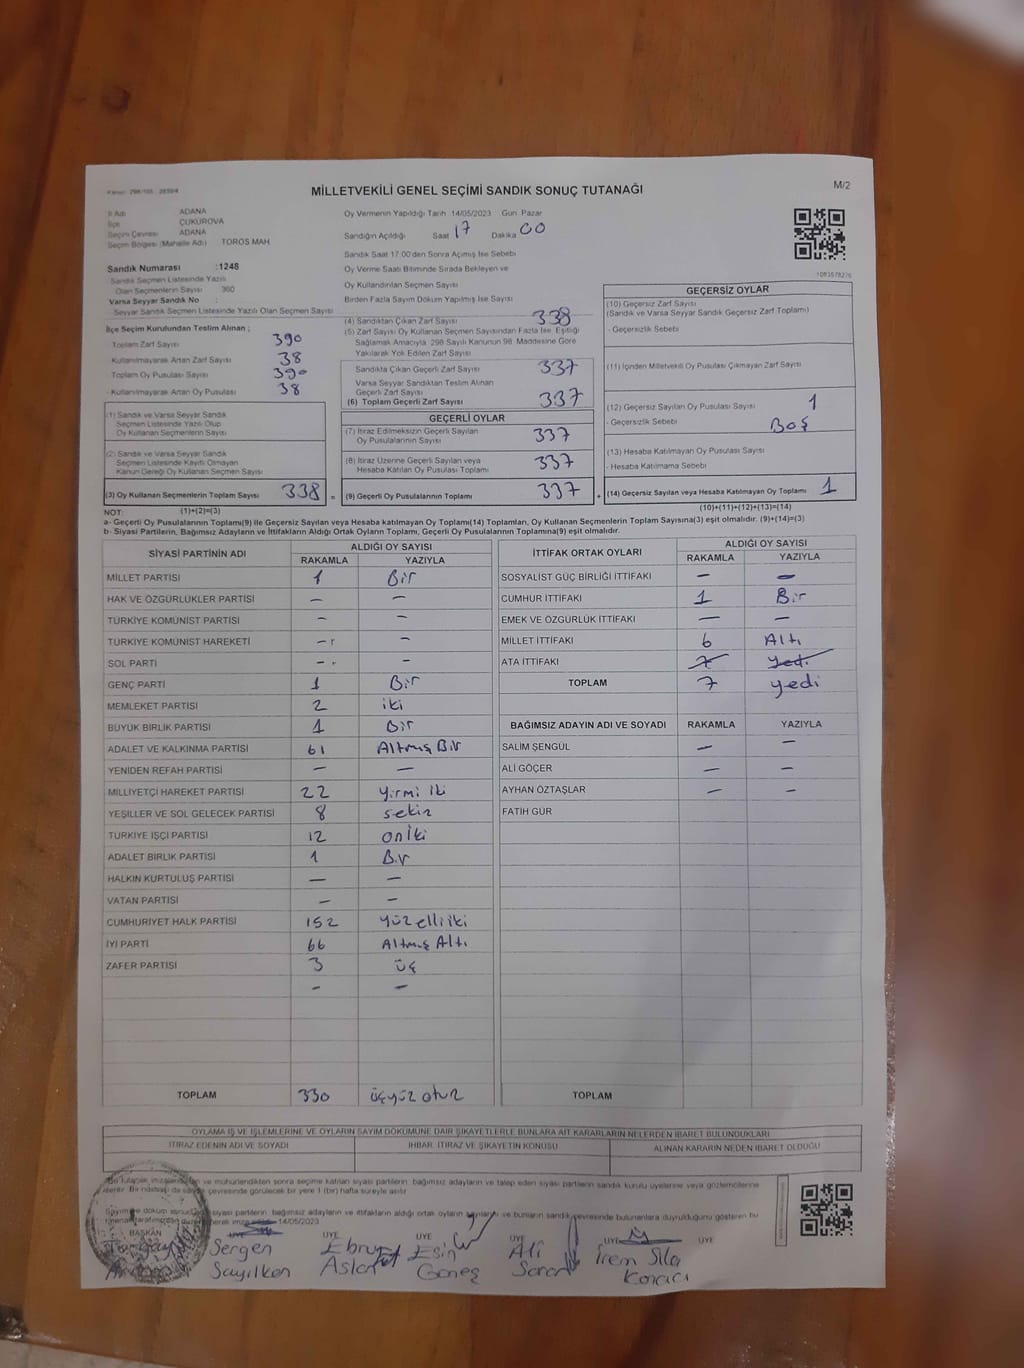 MİLLETVEKİLİ GENEL SEÇİMİ SANDIK SONUÇ TUTANAĞI
M/2
İl Adı ADANA
İlçe ÇUKUROVA
Seçim Çevresi ADANA
Seçim Bölgesi (Mahalle Adı) TOROS MAH
Oy Vermenin Yapıldığı Tarih 14/05/2023 Gün Pazar
Sandığın Açıldığı Saat 17 Dakika 00
Sandık Saat 17:00'den Sonra Açılmış İse Sebebi
Oy Verme Saati Bitiminde Sırada Bekleyen ve
Oy Kullandırılan Seçmen Sayısı
Birden Fazla Sayım Döküm Yapılmış İse Sayısı
Sandık Numarası :1248
Sandık Seçmen Listesinde Yazılı
Olan Seçmenlerin Sayısı 360
Varsa Seyyar Sandık No :
Seyyar Sandık Seçmen Listesinde Yazılı Olan Seçmen Sayısı
İlçe Seçim Kurulundan Teslim Alınan ;
- Toplam Zarf Sayısı 390
- Kullanılmayarak Artan Zarf Sayısı 38
- Toplam Oy Pusulası Sayısı 390
- Kullanılmayarak Artan Oy Pusulası 38
(1) Sandık ve Varsa Seyyar Sandık
Seçmen Listesinde Yazılı Olup
Oy Kullanan Seçmenlerin Sayısı
(2) Sandık ve Varsa Seyyar Sandık
Seçmen Listesinde Kayıtlı Olmayan
Kanun Gereği Oy Kullanan Seçmen Sayısı
(3) Oy Kullanan Seçmenlerin Toplam Sayısı 338
(4) Sandıktan Çıkan Zarf Sayısı 338
(5) Zarf Sayısı Oy Kullanan Seçmen Sayısından Fazla İse, Eşitliği
Sağlamak Amacıyla 298 Sayılı Kanunun 98. Maddesine Göre
Yakılarak Yok Edilen Zarf Sayısı
Sandıkta Çıkan Geçerli Zarf Sayısı 337
Varsa Seyyar Sandıktan Teslim Alınan
Geçerli Zarf Sayısı
(6) Toplam Geçerli Zarf Sayısı 337
GEÇERLİ OYLAR
(7) İtiraz Edilmeksizin Geçerli Sayılan
Oy Pusulalarının Sayısı 337
(8) İtiraz Üzerine Geçerli Sayılan veya
Hesaba Katılan Oy Pusulası Toplamı 337
= (9) Geçerli Oy Pusulalarının Toplamı 337
1083678276
GEÇERSİZ OYLAR
(10) Geçersiz Zarf Sayısı
(Sandık ve Varsa Seyyar Sandık Geçersiz Zarf Toplamı)
- Geçersizlik Sebebi
(11) İçinden Milletvekili Oy Pusulası Çıkmayan Zarf Sayısı
(12) Geçersiz Sayılan Oy Pusulası Sayısı 1
- Geçersizlik Sebebi Boş
(13) Hesaba Katılmayan Oy Pusulası Sayısı
- Hesaba Katılmama Sebebi
+ (14) Geçersiz Sayılan veya Hesaba Katılmayan Oy Toplamı 1
NOT: (1)+(2)=(3) (10)+(11)+(12)+(13)=(14)
a- Geçerli Oy Pusulalarının Toplamı(9) ile Geçersiz Sayılan veya Hesaba katılmayan Oy Toplamı(14) Toplamları, Oy Kullanan Seçmenlerin Toplam Sayısına(3) eşit olmalıdır. (9)+(14)=(3)
b- Siyasi Partilerin, Bağımsız Adayların ve İttifakların Aldığı Ortak Oyların Toplamı, Geçerli Oy Pusulalarının Toplamına(9) eşit olmalıdır.
SİYASİ PARTİNİN ADI ALDIĞI OY SAYISI
RAKAMLA YAZIYLA
MİLLET PARTİSİ 1 Bir
HAK VE ÖZGÜRLÜKLER PARTİSİ – –
TÜRKİYE KOMÜNİST PARTİSİ – –
TÜRKİYE KOMÜNİST HAREKETİ – –
SOL PARTİ – –
GENÇ PARTİ 1 Bir
MEMLEKET PARTİSİ 2 iki
BÜYÜK BİRLİK PARTİSİ 1 Bir
ADALET VE KALKINMA PARTİSİ 61 Altmış Bir
YENİDEN REFAH PARTİSİ – –
MİLLİYETÇİ HAREKET PARTİSİ 22 yirmi iki
YEŞİLLER VE SOL GELECEK PARTİSİ 8 sekiz
TÜRKİYE İŞÇİ PARTİSİ 12 oniki
ADALET BİRLİK PARTİSİ 1 Bir
HALKIN KURTULUŞ PARTİSİ – –
VATAN PARTİSİ – –
CUMHURİYET HALK PARTİSİ 152 yüzelliiki
İYİ PARTİ 66 Altmış Altı
ZAFER PARTİSİ 3 üç
– –
TOPLAM 330 üçyüz otuz
İTTİFAK ORTAK OYLARI ALDIĞI OY SAYISI
RAKAMLA YAZIYLA
SOSYALİST GÜÇ BİRLİĞİ İTTİFAKI – –
CUMHUR İTTİFAKI 1 Bir
EMEK VE ÖZGÜRLÜK İTTİFAKI – –
MİLLET İTTİFAKI 6 Altı
ATA İTTİFAKI 7 yedi
TOPLAM 7 yedi
BAĞIMSIZ ADAYIN ADI VE SOYADI RAKAMLA YAZIYLA
SALİM ŞENGÜL – –
ALİ GÖÇER – –
AYHAN ÖZTAŞLAR – –
FATİH GÜR
TOPLAM
OYLAMA İŞ VE İŞLEMLERİNE VE OYLARIN SAYIM DÖKÜMÜNE DAİR ŞİKAYETLERLE BUNLARA AİT KARARLARIN NELERDEN İBARET BULUNDUKLARI
İTİRAZ EDENİN ADI VE SOYADI İHBAR, İTİRAZ VE ŞİKAYETİN KONUSU ALINAN KARARIN NEDEN İBARET OLDUĞU
ve mühürlendikten sonra seçime katılan siyasi partilerin, bağımsız adayların ve talep eden siyasi partilerin sandık kurulu üyelerine veya gözlemcilerine
çevresinde görülecek bir yere 1 (bir) hafta süreyle asılır
siyasi partilerin, bağımsız adayların ve ittifakların aldığı ortak oyların ve bunların sandık çevresinde bulunanlara duyurulduğunu gösteren bu
14/05/2023
BAŞKAN ÜYE ÜYE ÜYE ÜYE ÜYE ÜYE
Sergen Ebru Esin Ali İrem Sıla
Sayılken Aslan Güneş